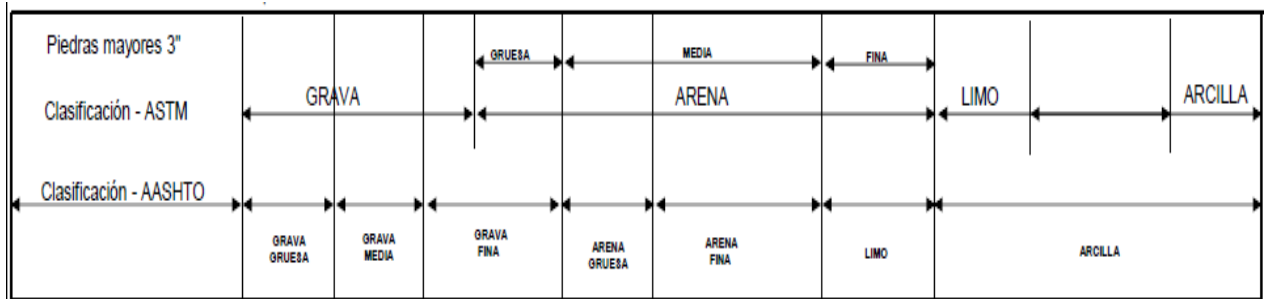 Piedras mayores 3"
GRUESA
MEDIA
FINA
Clasificación - ASTM
GRAVA
ARENA
LIMO
ARCILLA
Clasificación - AASHTO
GRAVA
GRUESA
GRAVA
MEDIA
GRAVA
FINA
ARENA
GRUESA
ARENA
FINA
LIMO
ARCILLA